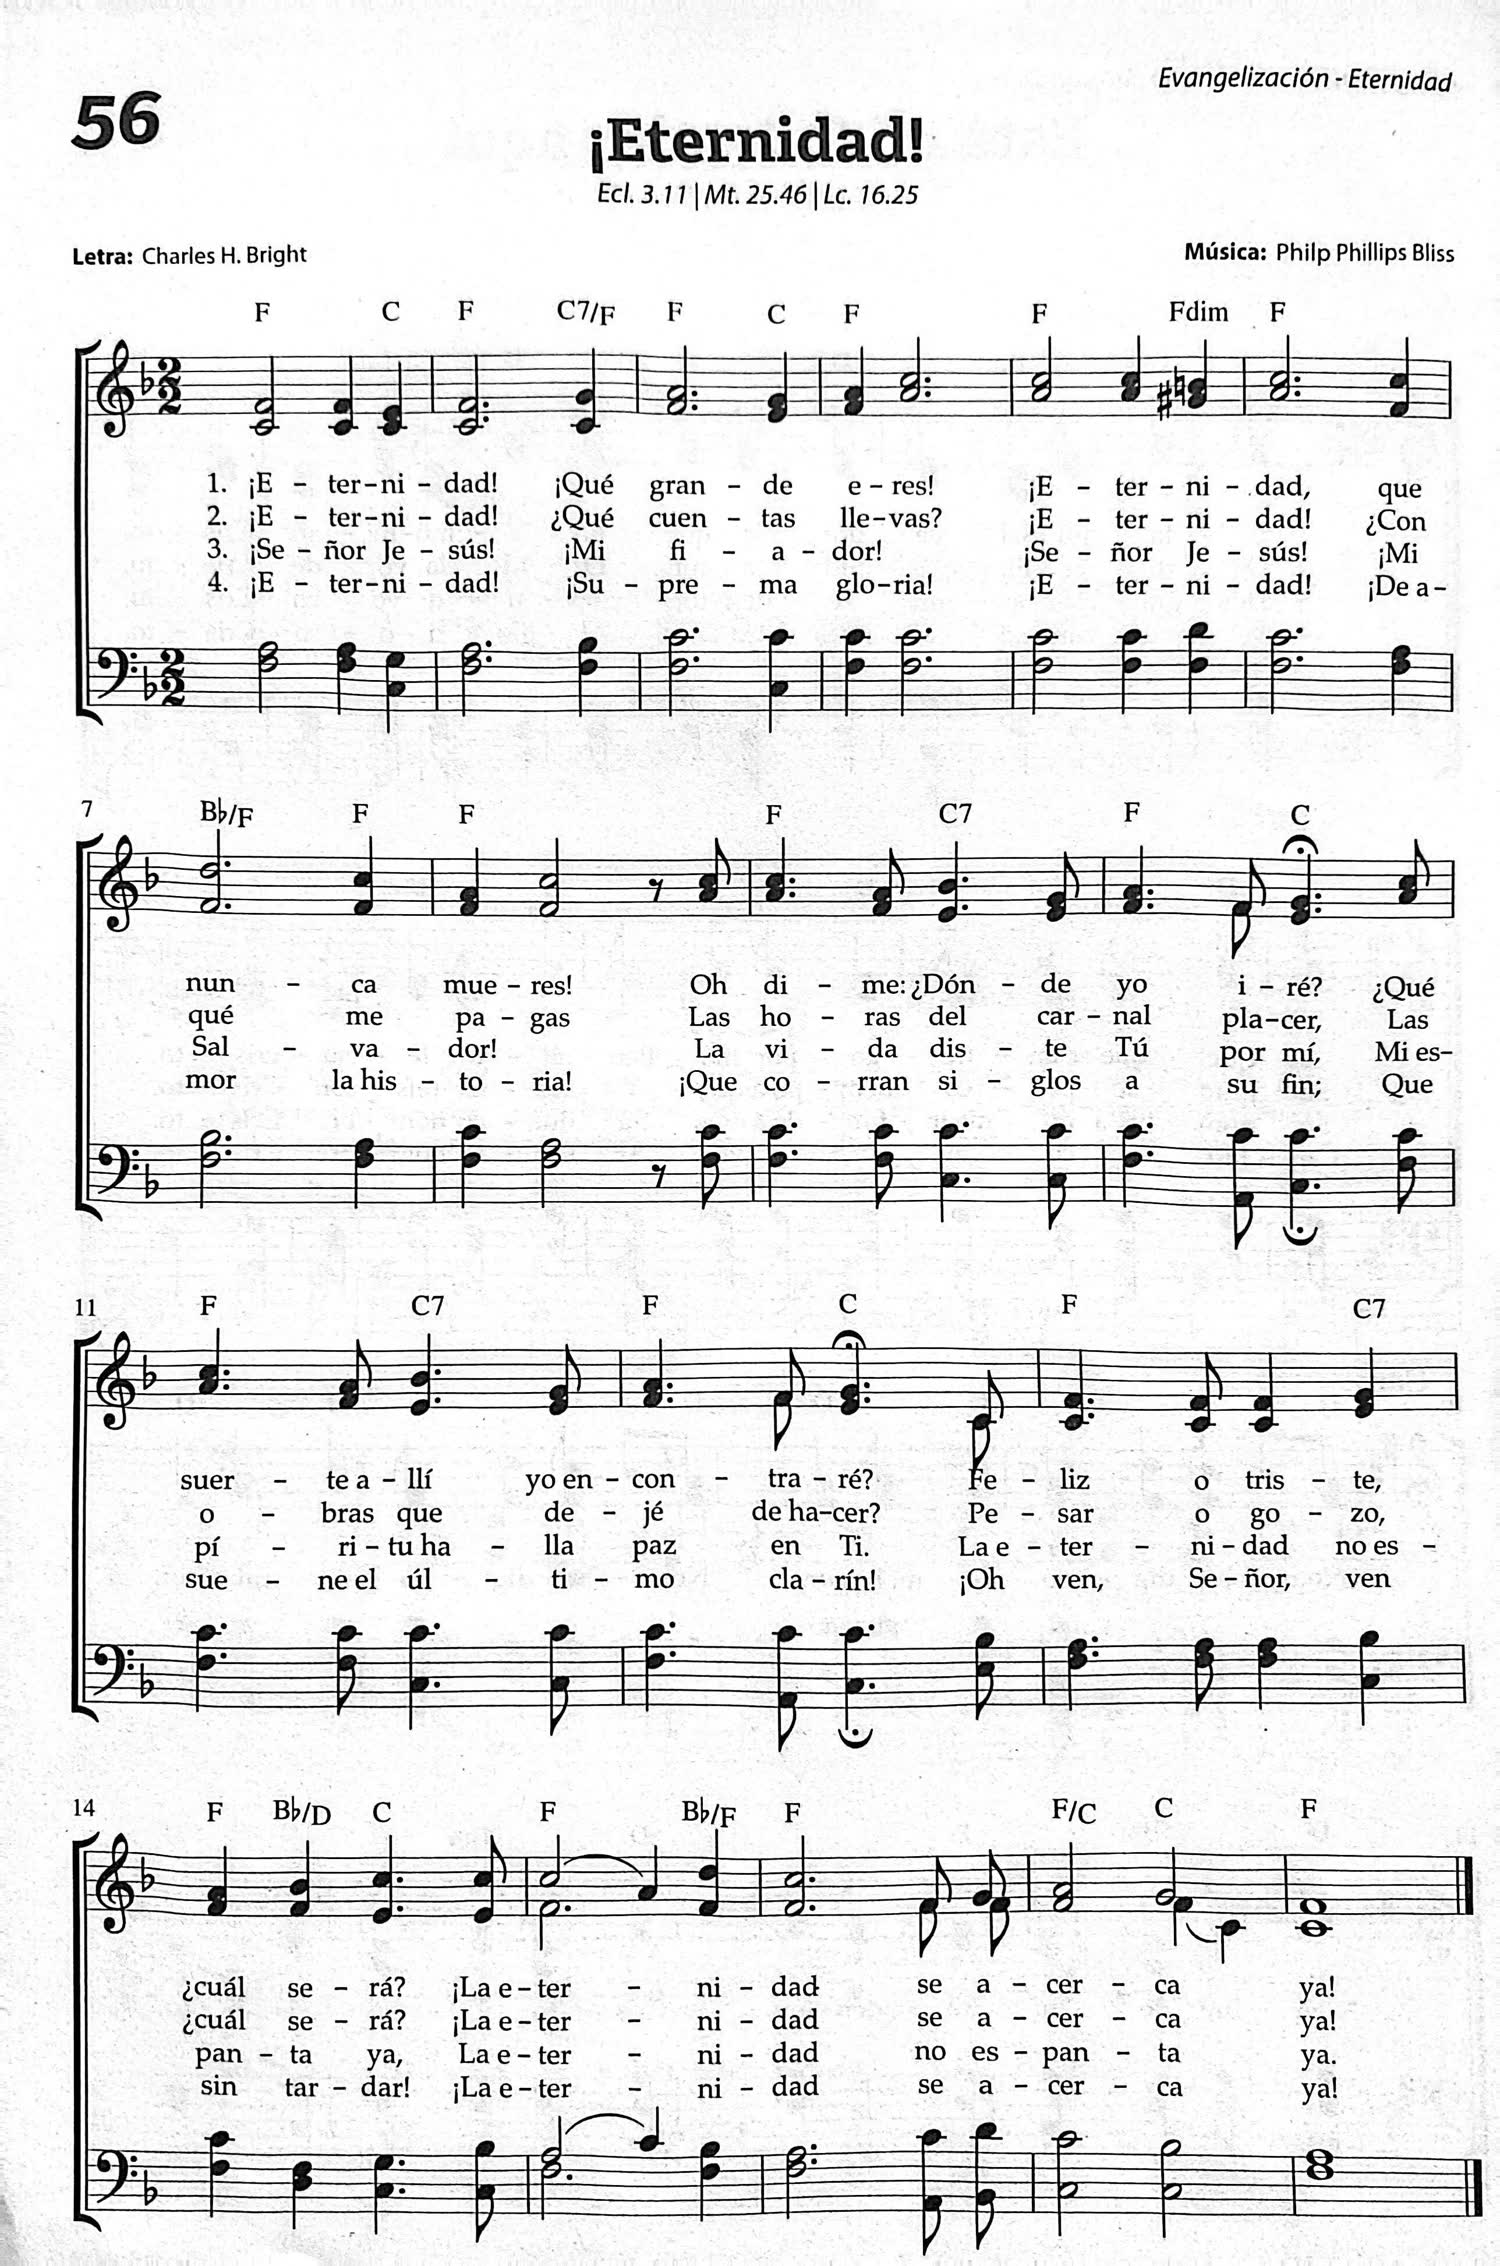 Evangelización - Eternidad
56
¡Eternidad!
Ecl. 3.11 | Mt. 25.46 | Lc. 16.25
Letra: Charles H. Bright
Música: Philp Phillips Bliss
F C F C7/F F C F F Fdim F
1. ¡E – ter–ni – dad! ¡Qué gran – de e – res! ¡E – ter – ni – dad, que
2. ¡E – ter–ni – dad! ¿Qué cuen – tas lle–vas? ¡E – ter – ni – dad! ¿Con
3. ¡Se – ñor Je – sús! ¡Mi fi – a – dor! ¡Se – ñor Je – sús! ¡Mi
4. ¡E – ter–ni – dad! ¡Su – pre – ma glo–ria! ¡E – ter – ni – dad! ¡De a–
7
B♭/F F F F C7 F C
nun – ca mue – res! Oh di – me: ¿Dón – de yo i – ré? ¿Qué
qué me pa – gas Las ho – ras del car – nal pla–cer, Las
Sal – va – dor! La vi – da dis – te Tú por mí, Mi es–
mor la his – to – ria! ¡Que co – rran si – glos a su fin; Que
11
F C7 F C F C7
suer – te a – llí yo en – con – tra – ré? Fe – liz o tris – te,
o – bras que de – jé de ha–cer? Pe – sar o go – zo,
pí – ri – tu ha – lla paz en Ti. La e – ter – ni – dad no es –
sue – ne el úl – ti – mo cla – rín! ¡Oh ven, Se – ñor, ven
14
F B♭/D C F B♭/F F F/C C F
¿cuál se – rá? ¡La e – ter – ni – dad se a – cer – ca ya!
¿cuál se – rá? ¡La e – ter – ni – dad se a – cer – ca ya!
pan – ta ya, La e – ter – ni – dad no es – pan – ta ya.
sin tar – dar! ¡La e – ter – ni – dad se a – cer – ca ya!